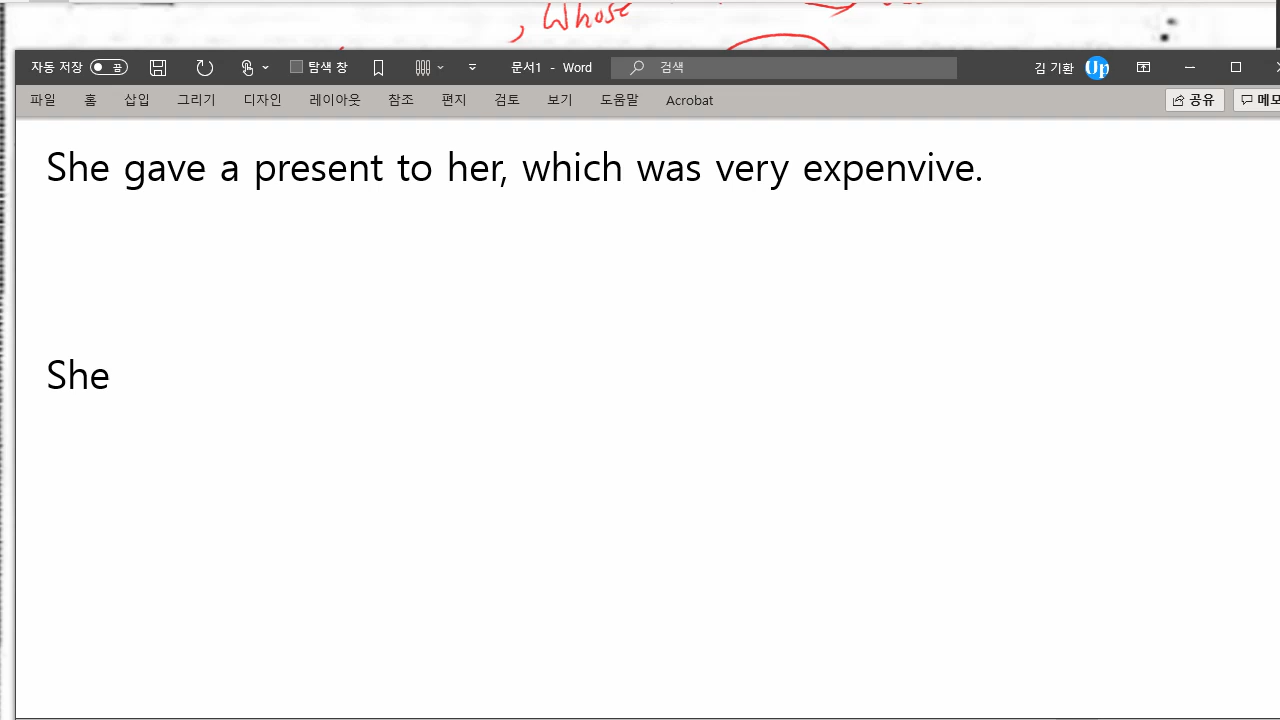 , Whose
자동 저장 끔 탐색 창 문서1 - Word 검색 김 기환 Up
파일 홈 삽입 그리기 디자인 레이아웃 참조 편지 검토 보기 도움말 Acrobat 공유 메모
She gave a present to her, which was very expenvive.
She